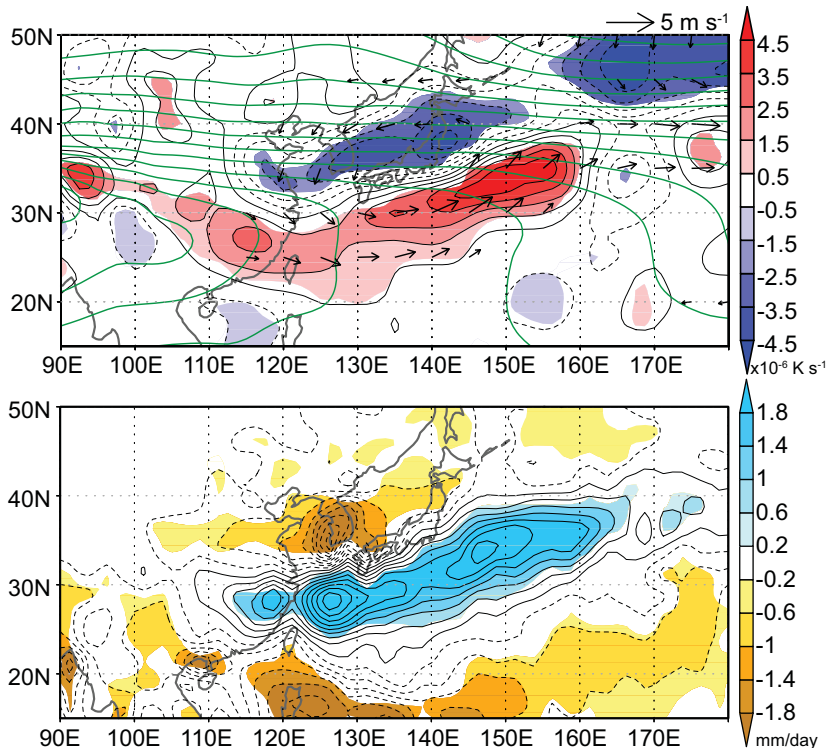 5 m s⁻¹
50N
40N
30N
20N
90E 100E 110E 120E 130E 140E 150E 160E 170E
4.5
3.5
2.5
1.5
0.5
-0.5
-1.5
-2.5
-3.5
-4.5
x10⁻⁶ K s⁻¹
50N
40N
30N
20N
90E 100E 110E 120E 130E 140E 150E 160E 170E
1.8
1.4
1
0.6
0.2
-0.2
-0.6
-1
-1.4
-1.8
mm/day